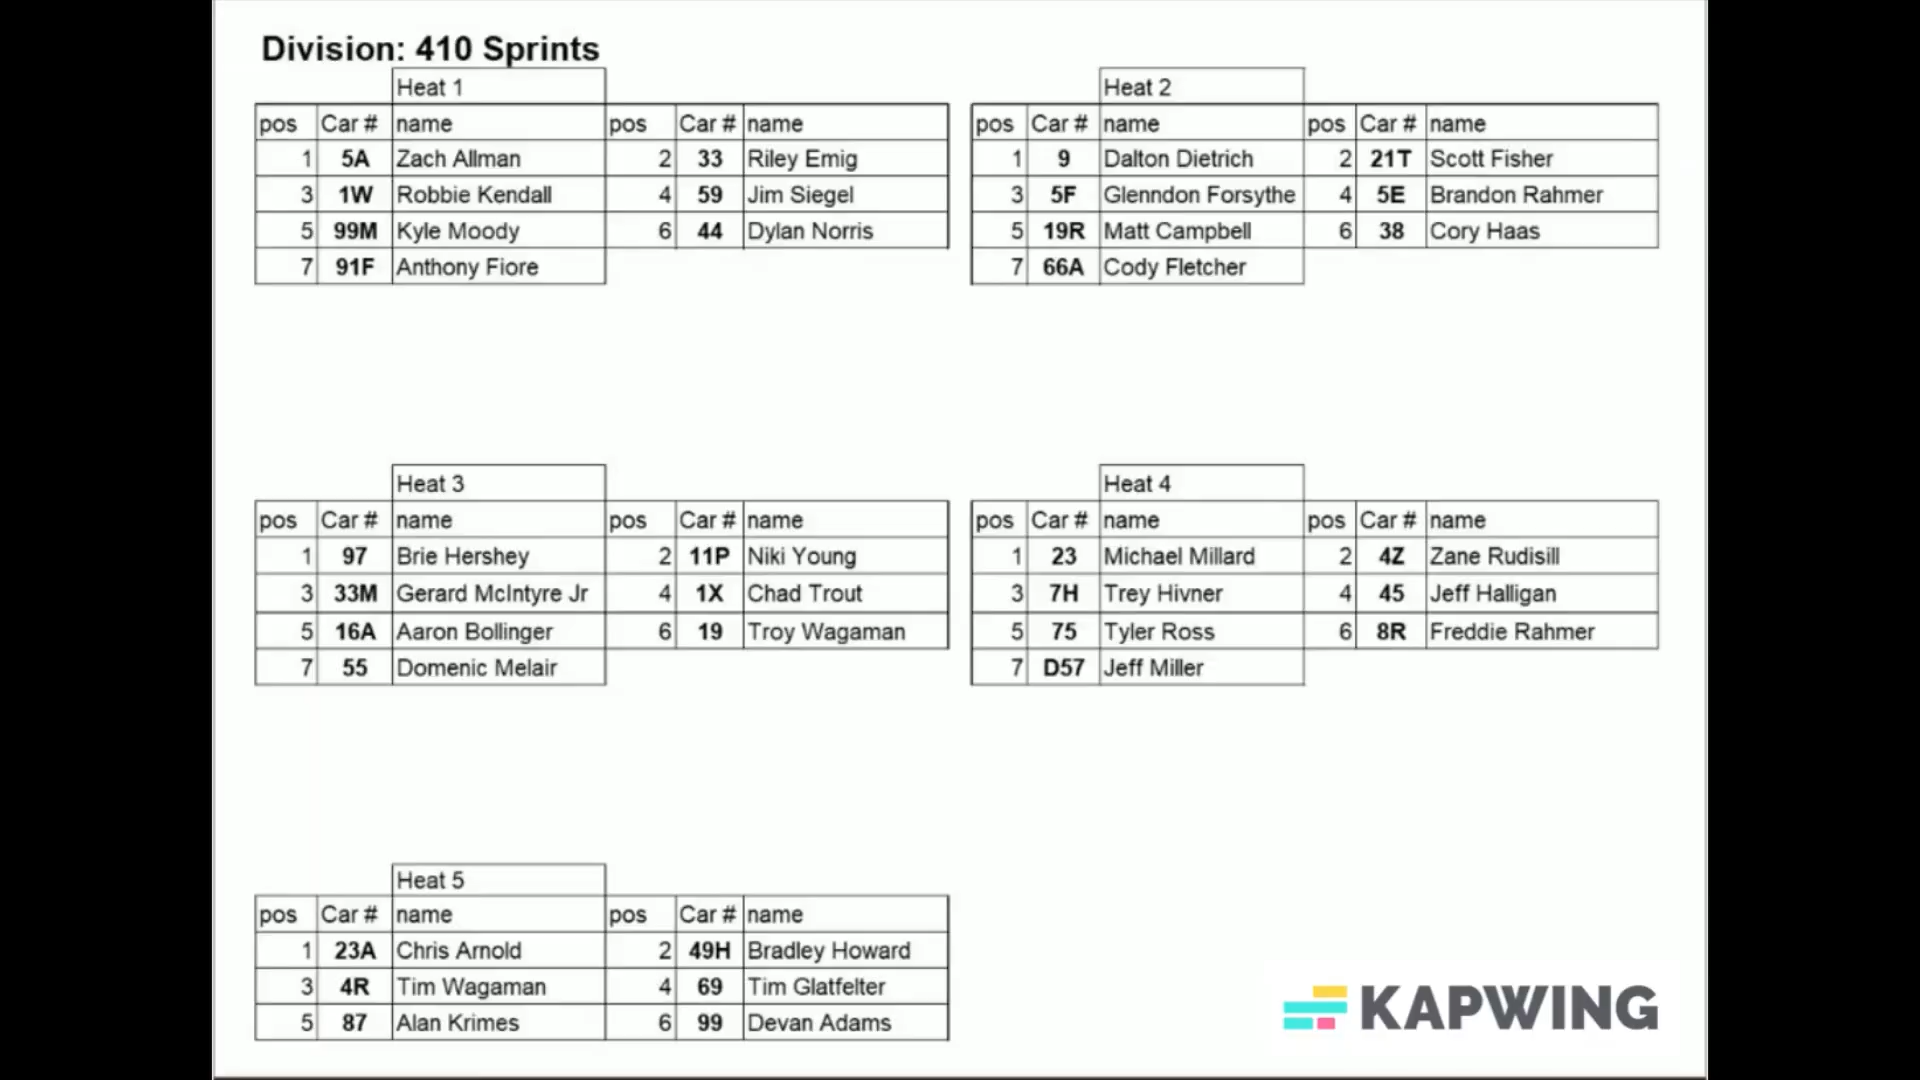 Division: 410 Sprints
Heat 1
pos Car # name pos Car # name
1 5A Zach Allman 2 33 Riley Emig
3 1W Robbie Kendall 4 59 Jim Siegel
5 99M Kyle Moody 6 44 Dylan Norris
7 91F Anthony Fiore
Heat 2
pos Car # name pos Car # name
1 9 Dalton Dietrich 2 21T Scott Fisher
3 5F Glenndon Forsythe 4 5E Brandon Rahmer
5 19R Matt Campbell 6 38 Cory Haas
7 66A Cody Fletcher
Heat 3
pos Car # name pos Car # name
1 97 Brie Hershey 2 11P Niki Young
3 33M Gerard McIntyre Jr 4 1X Chad Trout
5 16A Aaron Bollinger 6 19 Troy Wagaman
7 55 Domenic Melair
Heat 4
pos Car # name pos Car # name
1 23 Michael Millard 2 4Z Zane Rudisill
3 7H Trey Hivner 4 45 Jeff Halligan
5 75 Tyler Ross 6 8R Freddie Rahmer
7 D57 Jeff Miller
Heat 5
pos Car # name pos Car # name
1 23A Chris Arnold 2 49H Bradley Howard
3 4R Tim Wagaman 4 69 Tim Glatfelter
5 87 Alan Krimes 6 99 Devan Adams
KAPWING